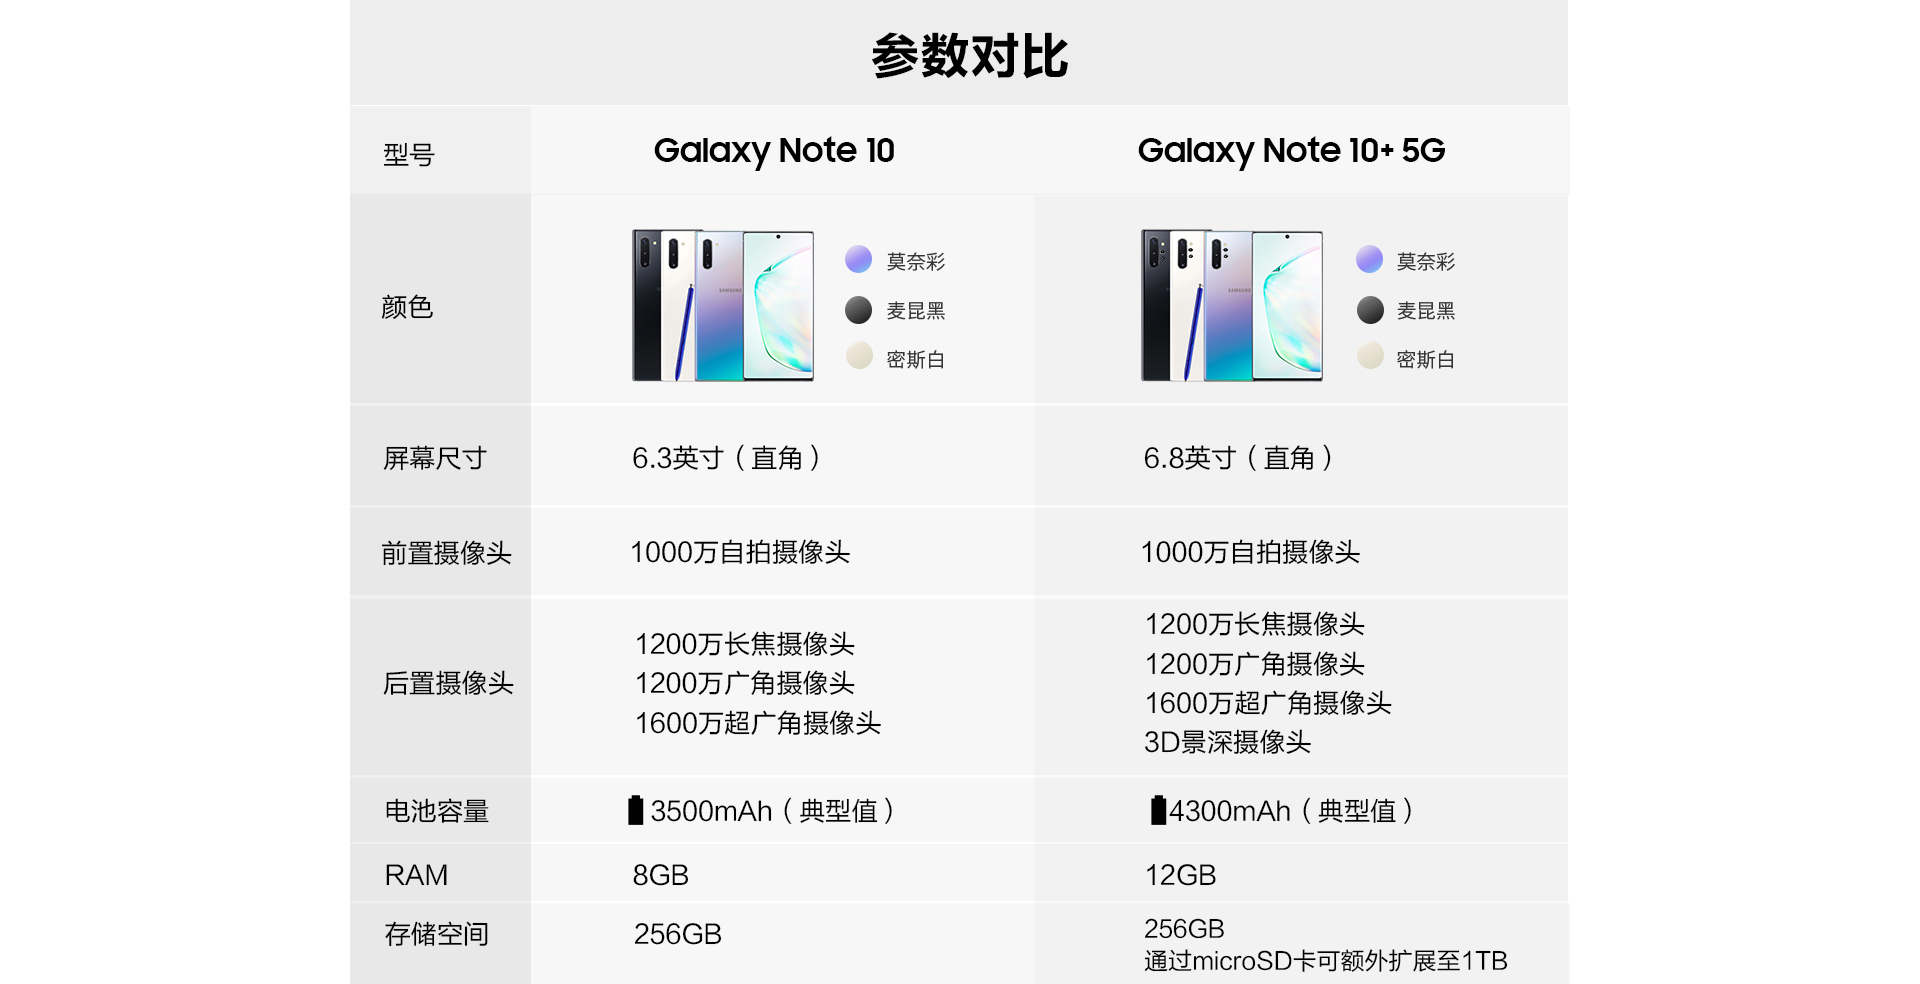 参数对比
型号
Galaxy Note 10
Galaxy Note 10+ 5G
颜色
莫奈彩
麦昆黑
密斯白
莫奈彩
麦昆黑
密斯白
SAMSUNG
SAMSUNG
屏幕尺寸
6.3英寸（直角）
6.8英寸（直角）
前置摄像头
1000万自拍摄像头
1000万自拍摄像头
后置摄像头
1200万长焦摄像头
1200万广角摄像头
1600万超广角摄像头
1200万长焦摄像头
1200万广角摄像头
1600万超广角摄像头
3D景深摄像头
电池容量
3500mAh（典型值）
4300mAh（典型值）
RAM
8GB
12GB
存储空间
256GB
256GB
通过microSD卡可额外扩展至1TB